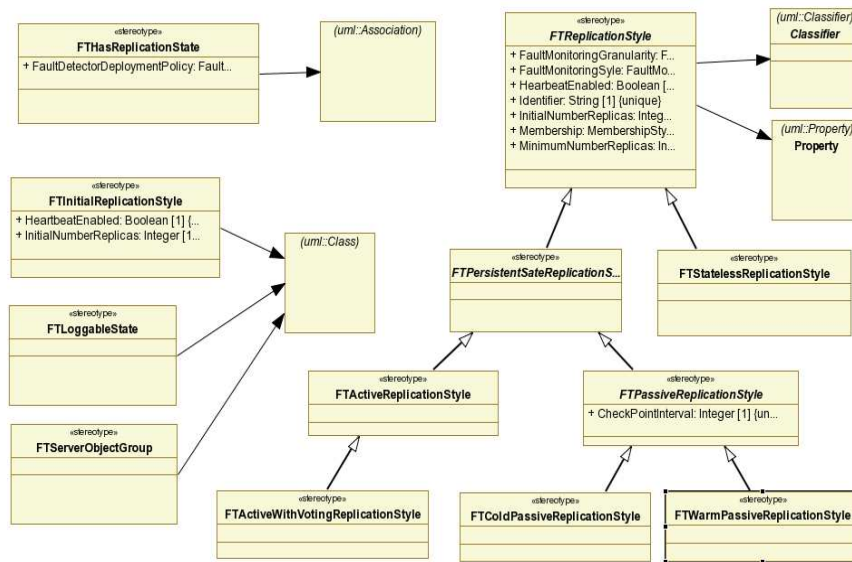 «stereotype»
FTHasReplicationState
+ FaultDetectorDeploymentPolicy: Fault...
(uml::Association)
«stereotype»
FTReplicationStyle
+ FaultMonitoringGranularity: F...
+ FaultMonitoringSyle: FaultMo...
+ HearbeatEnabled: Boolean [...
+ Identifier: String [1] {unique}
+ InitialNumberReplicas: Integ...
+ Membership: MembershipSty...
+ MinimumNumberReplicas: In...
(uml::Classifier)
Classifier
(uml::Property)
Property
«stereotype»
FTInitialReplicationStyle
+ HeartbeatEnabled: Boolean [1] {...
+ InitialNumberReplicas: Integer [1...
(uml::Class)
«stereotype»
FTPersistentSateReplicationS...
«stereotype»
FTStatelessReplicationStyle
«stereotype»
FTLoggableState
«stereotype»
FTActiveReplicationStyle
«stereotype»
FTPassiveReplicationStyle
+ CheckPointInterval: Integer [1] {un...
«stereotype»
FTServerObjectGroup
«stereotype»
FTActiveWithVotingReplicationStyle
«stereotype»
FTColdPassiveReplicationStyle
«stereotype»
FTWarmPassiveReplicationStyle